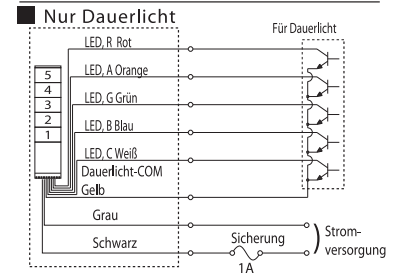 Nur Dauerlicht
Für Dauerlicht
LED, R Rot
LED, A Orange
LED, G Grün
LED, B Blau
LED, C Weiß
Dauerlicht-COM
Gelb
5
4
3
2
1
Grau
Schwarz
Sicherung
1A
Strom-
versorgung